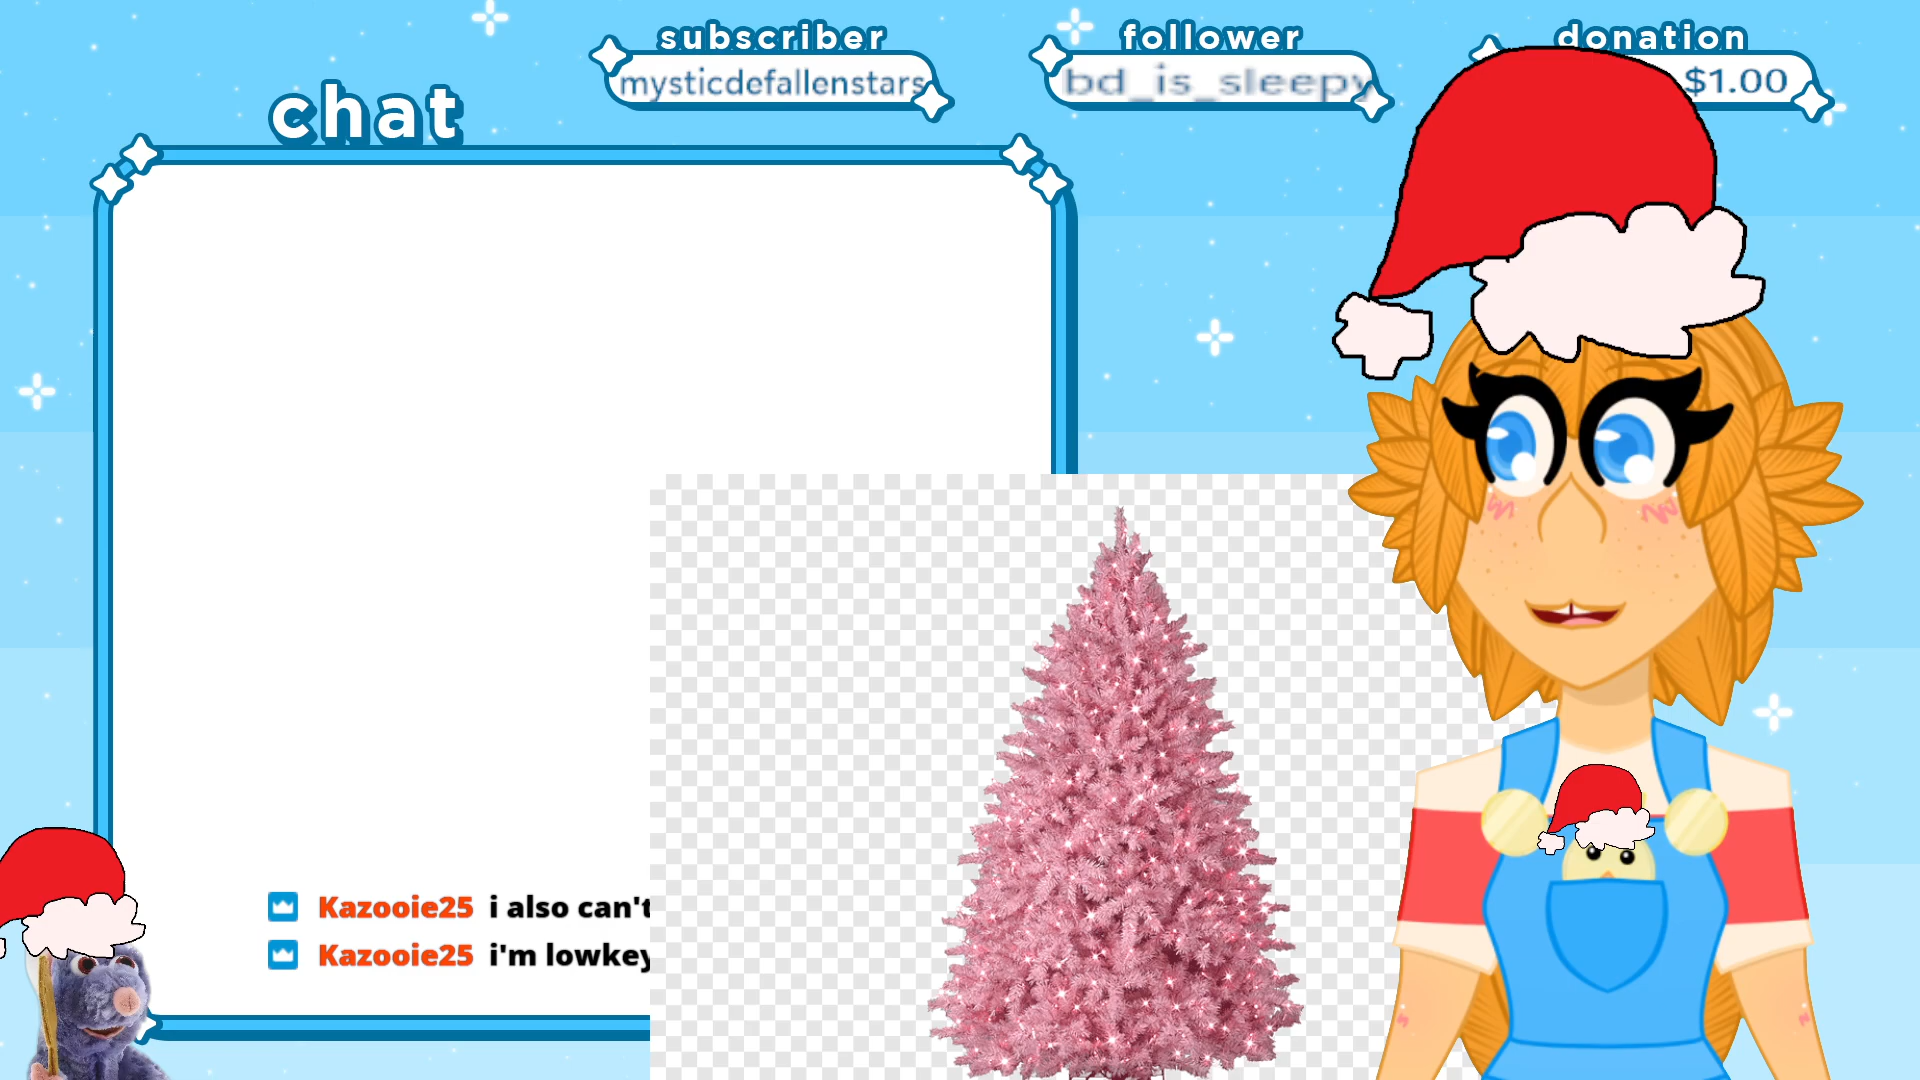 subscriber
mysticdefallenstars
follower
bd_is_sleepy
donation
$1.00
chat
Kazooie25 i also can't
Kazooie25 i'm lowkey